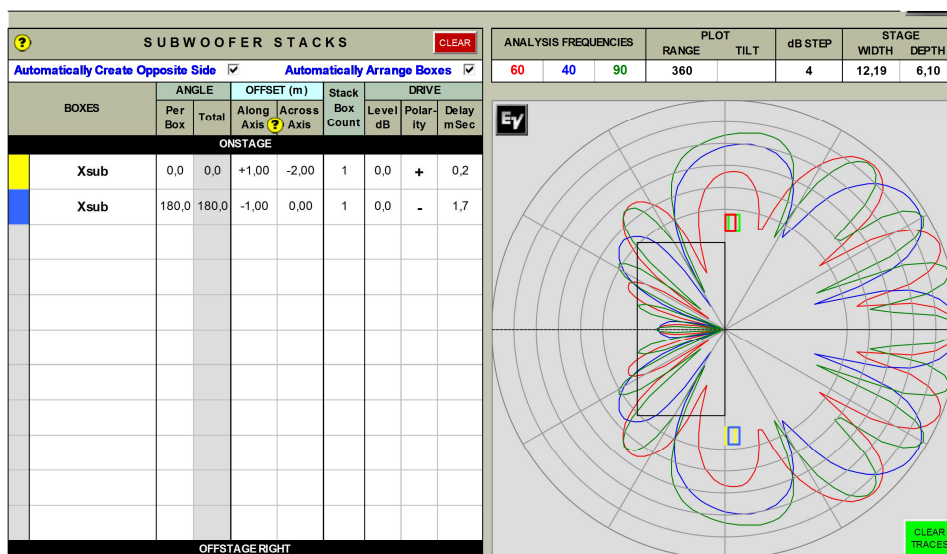 ? SUBWOOFER STACKS CLEAR
Automatically Create Opposite Side Automatically Arrange Boxes
BOXES ANGLE OFFSET (m) Stack Box Count DRIVE
Per Box Total Along Axis ? Across Axis Level dB Polar-ity Delay mSec
ONSTAGE
Xsub 0,0 0,0 +1,00 -2,00 1 0,0 + 0,2
Xsub 180,0 180,0 -1,00 0,00 1 0,0 - 1,7
OFFSTAGE RIGHT
ANALYSIS FREQUENCIES PLOT dB STEP STAGE
RANGE TILT WIDTH DEPTH
60 40 90 360 4 12,19 6,10
EV
CLEAR
TRACES